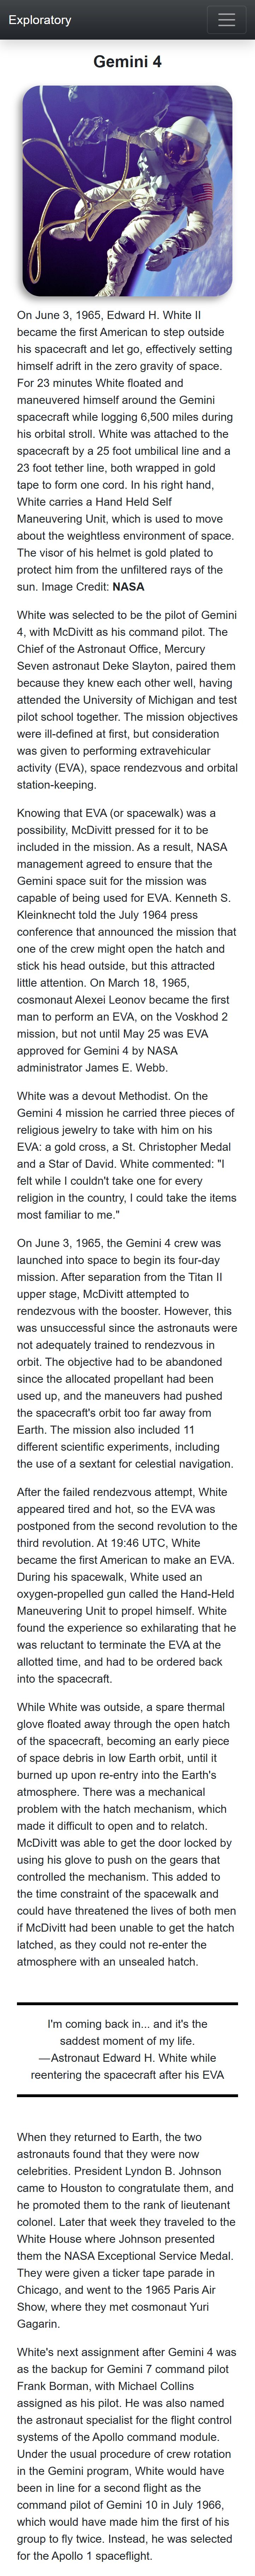 Exploratory
Gemini 4
On June 3, 1965, Edward H. White II
became the first American to step outside
his spacecraft and let go, effectively setting
himself adrift in the zero gravity of space.
For 23 minutes White floated and
maneuvered himself around the Gemini
spacecraft while logging 6,500 miles during
his orbital stroll. White was attached to the
spacecraft by a 25 foot umbilical line and a
23 foot tether line, both wrapped in gold
tape to form one cord. In his right hand,
White carries a Hand Held Self
Maneuvering Unit, which is used to move
about the weightless environment of space.
The visor of his helmet is gold plated to
protect him from the unfiltered rays of the
sun. Image Credit: NASA
White was selected to be the pilot of Gemini
4, with McDivitt as his command pilot. The
Chief of the Astronaut Office, Mercury
Seven astronaut Deke Slayton, paired them
because they knew each other well, having
attended the University of Michigan and test
pilot school together. The mission objectives
were ill-defined at first, but consideration
was given to performing extravehicular
activity (EVA), space rendezvous and orbital
station-keeping.
Knowing that EVA (or spacewalk) was a
possibility, McDivitt pressed for it to be
included in the mission. As a result, NASA
management agreed to ensure that the
Gemini space suit for the mission was
capable of being used for EVA. Kenneth S.
Kleinknecht told the July 1964 press
conference that announced the mission that
one of the crew might open the hatch and
stick his head outside, but this attracted
little attention. On March 18, 1965,
cosmonaut Alexei Leonov became the first
man to perform an EVA, on the Voskhod 2
mission, but not until May 25 was EVA
approved for Gemini 4 by NASA
administrator James E. Webb.
White was a devout Methodist. On the
Gemini 4 mission he carried three pieces of
religious jewelry to take with him on his
EVA: a gold cross, a St. Christopher Medal
and a Star of David. White commented: "I
felt while I couldn't take one for every
religion in the country, I could take the items
most familiar to me."
On June 3, 1965, the Gemini 4 crew was
launched into space to begin its four-day
mission. After separation from the Titan II
upper stage, McDivitt attempted to
rendezvous with the booster. However, this
was unsuccessful since the astronauts were
not adequately trained to rendezvous in
orbit. The objective had to be abandoned
since the allocated propellant had been
used up, and the maneuvers had pushed
the spacecraft's orbit too far away from
Earth. The mission also included 11
different scientific experiments, including
the use of a sextant for celestial navigation.
After the failed rendezvous attempt, White
appeared tired and hot, so the EVA was
postponed from the second revolution to the
third revolution. At 19:46 UTC, White
became the first American to make an EVA.
During his spacewalk, White used an
oxygen-propelled gun called the Hand-Held
Maneuvering Unit to propel himself. White
found the experience so exhilarating that he
was reluctant to terminate the EVA at the
allotted time, and had to be ordered back
into the spacecraft.
While White was outside, a spare thermal
glove floated away through the open hatch
of the spacecraft, becoming an early piece
of space debris in low Earth orbit, until it
burned up upon re-entry into the Earth's
atmosphere. There was a mechanical
problem with the hatch mechanism, which
made it difficult to open and to relatch.
McDivitt was able to get the door locked by
using his glove to push on the gears that
controlled the mechanism. This added to
the time constraint of the spacewalk and
could have threatened the lives of both men
if McDivitt had been unable to get the hatch
latched, as they could not re-enter the
atmosphere with an unsealed hatch.
I'm coming back in... and it's the
saddest moment of my life.
—Astronaut Edward H. White while
reentering the spacecraft after his EVA
When they returned to Earth, the two
astronauts found that they were now
celebrities. President Lyndon B. Johnson
came to Houston to congratulate them, and
he promoted them to the rank of lieutenant
colonel. Later that week they traveled to the
White House where Johnson presented
them the NASA Exceptional Service Medal.
They were given a ticker tape parade in
Chicago, and went to the 1965 Paris Air
Show, where they met cosmonaut Yuri
Gagarin.
White's next assignment after Gemini 4 was
as the backup for Gemini 7 command pilot
Frank Borman, with Michael Collins
assigned as his pilot. He was also named
the astronaut specialist for the flight control
systems of the Apollo command module.
Under the usual procedure of crew rotation
in the Gemini program, White would have
been in line for a second flight as the
command pilot of Gemini 10 in July 1966,
which would have made him the first of his
group to fly twice. Instead, he was selected
for the Apollo 1 spaceflight.